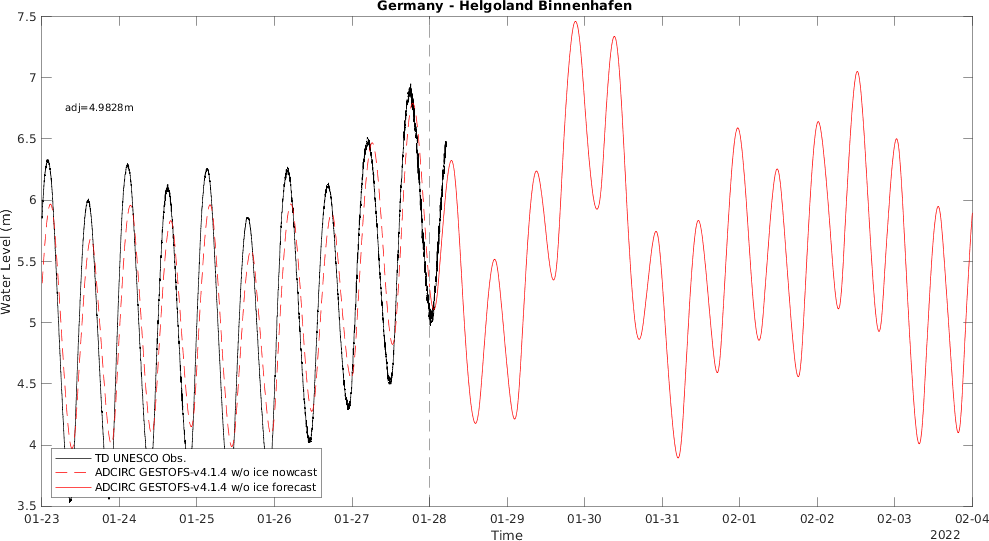 Germany - Helgoland Binnenhafen
7.5
7
6.5
6
5.5
5
4.5
4
3.5
Water Level (m)
adj=4.9828m
TD UNESCO Obs.
ADCIRC GESTOFS-v4.1.4 w/o ice nowcast
ADCIRC GESTOFS-v4.1.4 w/o ice forecast
01-23 01-24 01-25 01-26 01-27 01-28 01-29 01-30 01-31 02-01 02-02 02-03 02-04
Time
2022